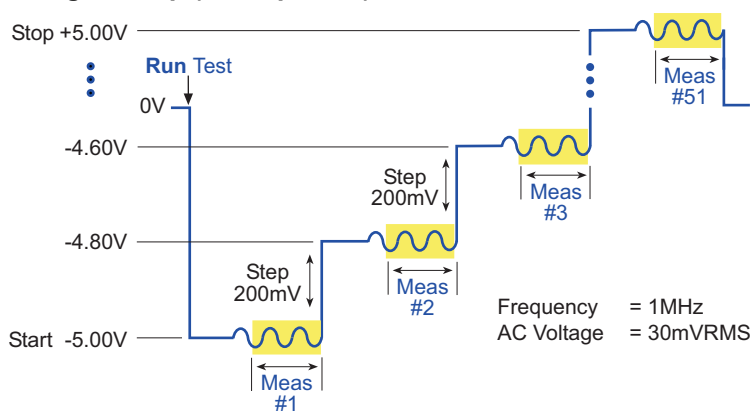 Stop +5.00V
Run Test
0V
Meas
#51
-4.60V
Step
200mV
Meas
#3
-4.80V
Step
200mV
Meas
#2
Frequency = 1MHz
AC Voltage = 30mVRMS
Start -5.00V
Meas
#1